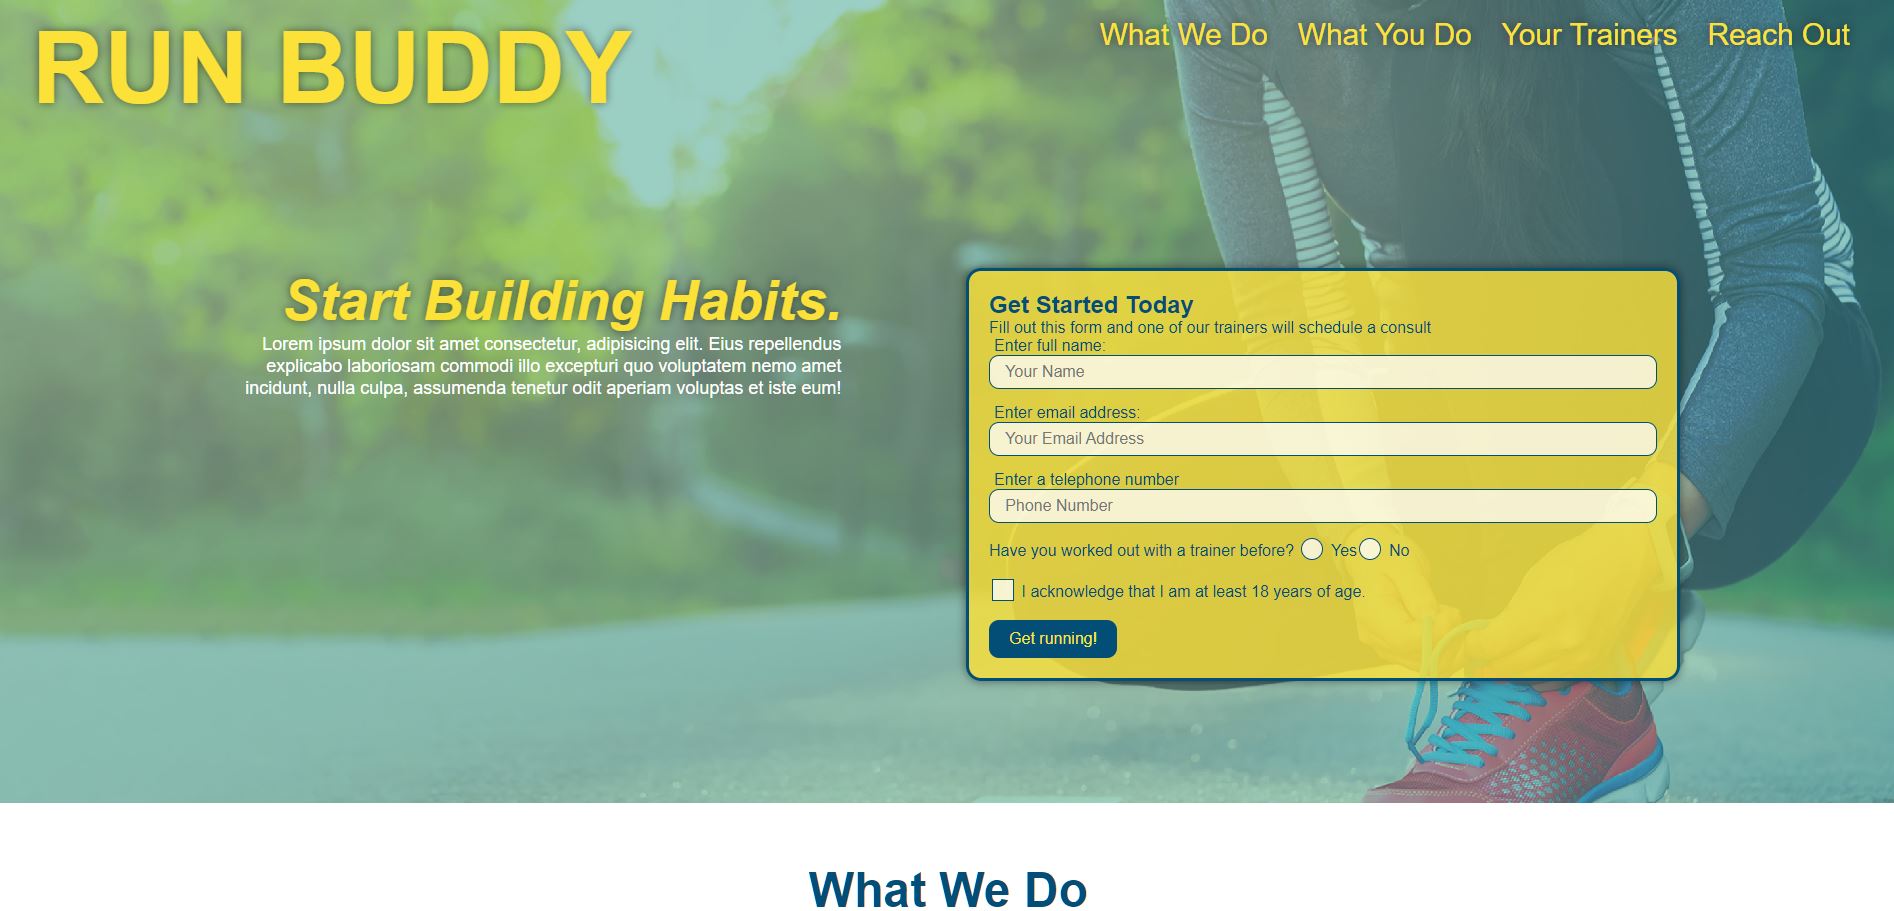 RUN BUDDY
What We Do
What You Do
Your Trainers
Reach Out
Start Building Habits.
Lorem ipsum dolor sit amet consectetur, adipisicing elit. Eius repellendus
explicabo laboriosam commodi illo excepturi quo voluptatem nemo amet
incidunt, nulla culpa, assumenda tenetur odit aperiam voluptas et iste eum!
Get Started Today
Fill out this form and one of our trainers will schedule a consult
Enter full name:
Your Name
Enter email address:
Your Email Address
Enter a telephone number
Phone Number
Have you worked out with a trainer before? Yes No
I acknowledge that I am at least 18 years of age.
Get running!
What We Do